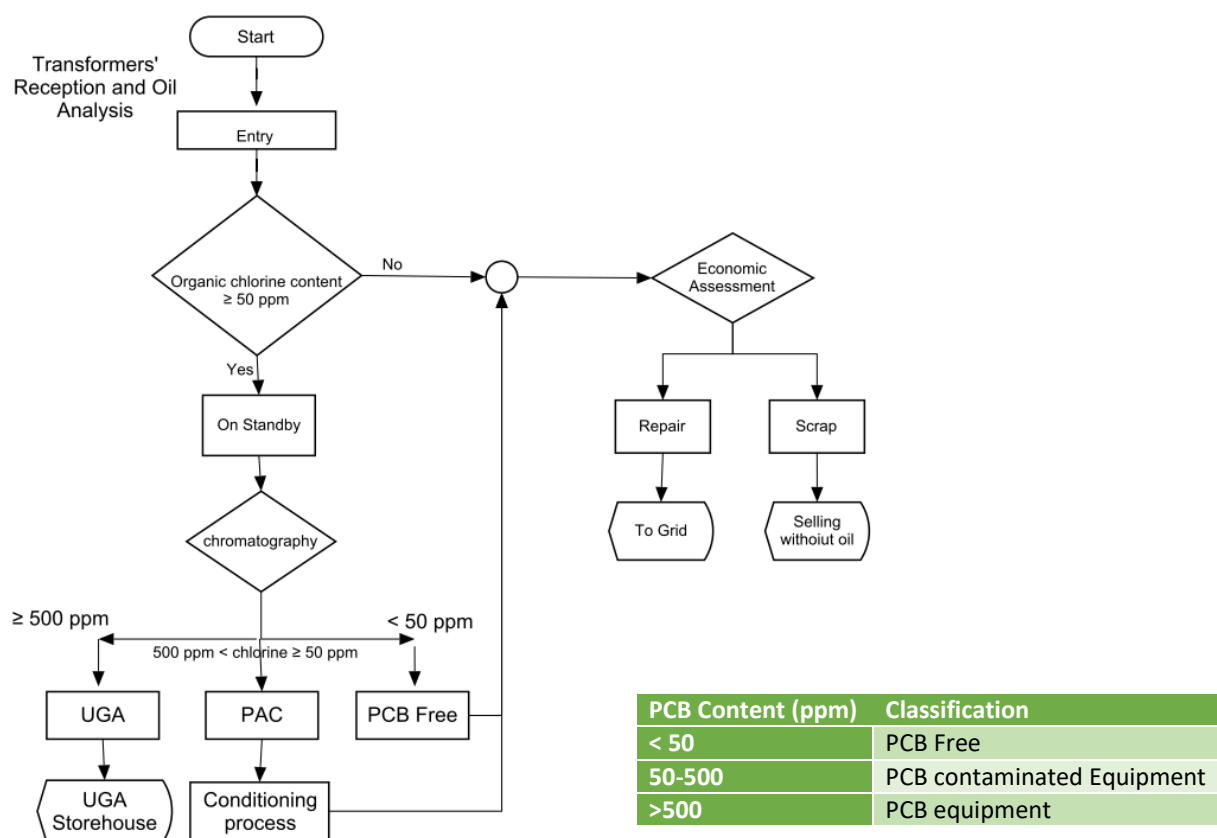 Start
Transformers'
Reception and Oil
Analysis
Entry
Organic chlorine content
≥ 50 ppm
No
Economic
Assessment
Yes
On Standby
Repair
Scrap
chromatography
To Grid
Selling
withoiut oil
≥ 500 ppm
< 50 ppm
500 ppm < chlorine ≥ 50 ppm
UGA
PAC
PCB Free
UGA
Storehouse
Conditioning
process
PCB Content (ppm) Classification
< 50 PCB Free
50-500 PCB contaminated Equipment
>500 PCB equipment